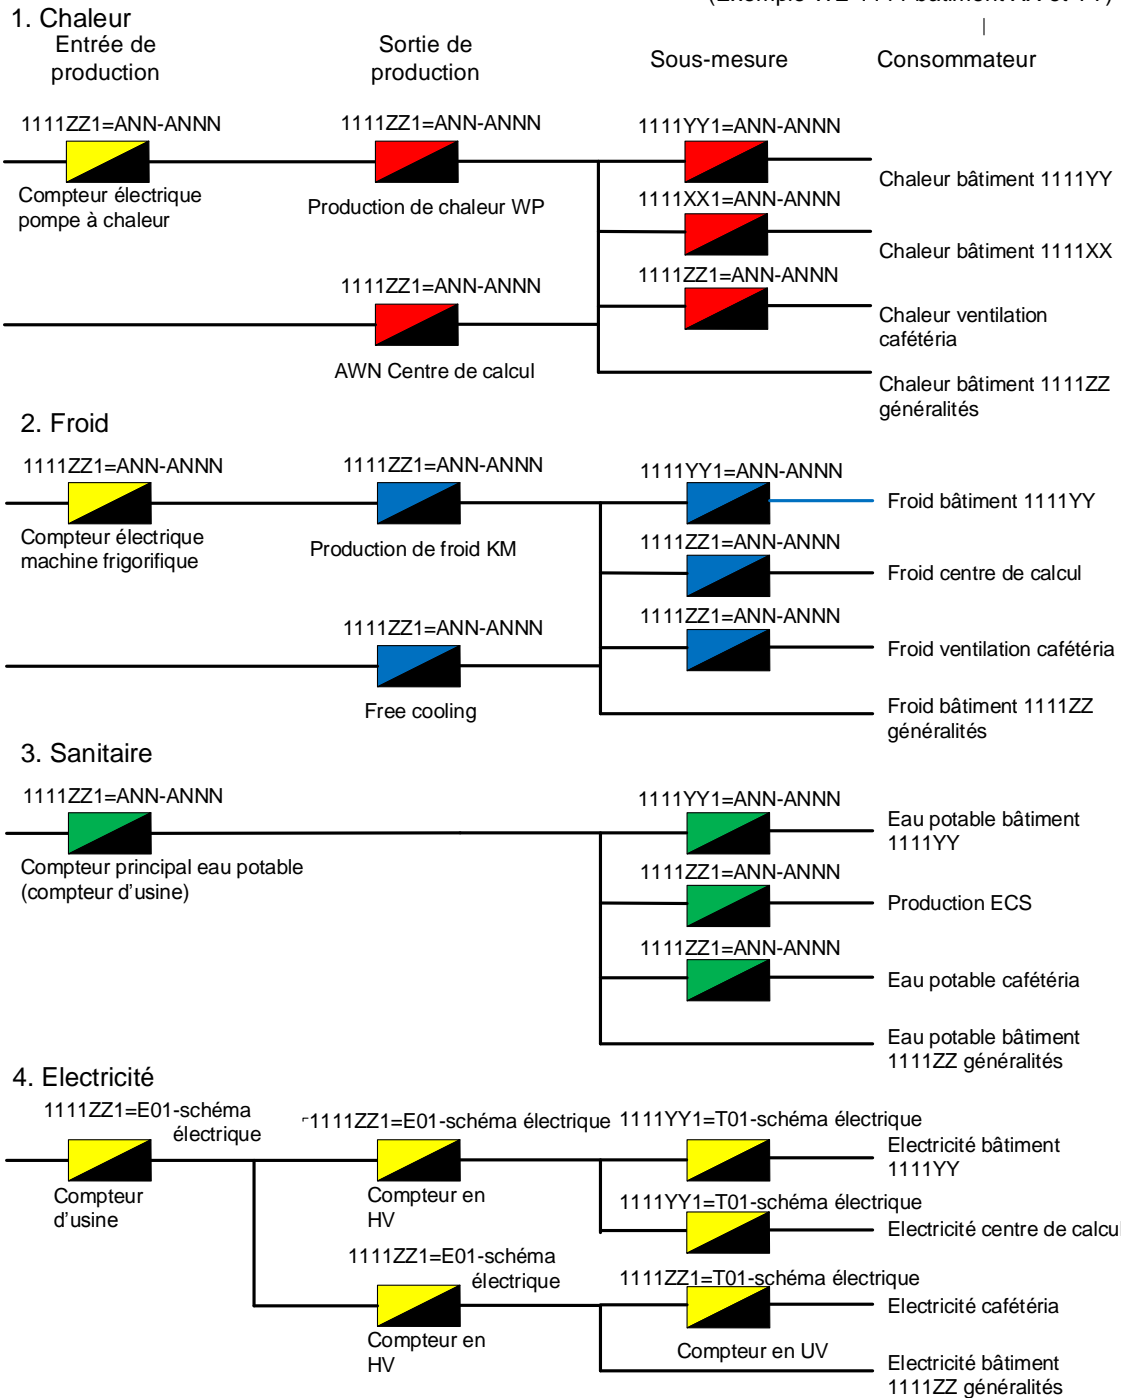 1. Chaleur
Entrée de
production
Sortie de
production
Sous-mesure
Consommateur
1111ZZ1=ANN-ANNN
1111ZZ1=ANN-ANNN
1111YY1=ANN-ANNN
Compteur électrique
pompe à chaleur
Production de chaleur WP
Chaleur bâtiment 1111YY
1111XX1=ANN-ANNN
Chaleur bâtiment 1111XX
1111ZZ1=ANN-ANNN
1111ZZ1=ANN-ANNN
Chaleur ventilation
cafétéria
AWN Centre de calcul
Chaleur bâtiment 1111ZZ
généralités
2. Froid
1111ZZ1=ANN-ANNN
1111ZZ1=ANN-ANNN
1111YY1=ANN-ANNN
Froid bâtiment 1111YY
Compteur électrique
machine frigorifique
Production de froid KM
1111ZZ1=ANN-ANNN
Froid centre de calcul
1111ZZ1=ANN-ANNN
1111ZZ1=ANN-ANNN
Froid ventilation cafétéria
Free cooling
Froid bâtiment 1111ZZ
généralités
3. Sanitaire
1111ZZ1=ANN-ANNN
1111YY1=ANN-ANNN
Eau potable bâtiment
1111YY
Compteur principal eau potable
(compteur d’usine)
1111ZZ1=ANN-ANNN
Production ECS
1111ZZ1=ANN-ANNN
Eau potable cafétéria
Eau potable bâtiment
1111ZZ généralités
4. Electricité
1111ZZ1=E01-schéma
électrique
1111ZZ1=E01-schéma électrique
1111YY1=T01-schéma électrique
Electricité bâtiment
1111YY
Compteur
d’usine
Compteur en
HV
1111YY1=T01-schéma électrique
Electricité centre de calcul
1111ZZ1=E01-schéma
électrique
1111ZZ1=T01-schéma électrique
Electricité cafétéria
Compteur en
HV
Compteur en UV
Electricité bâtiment
1111ZZ généralités